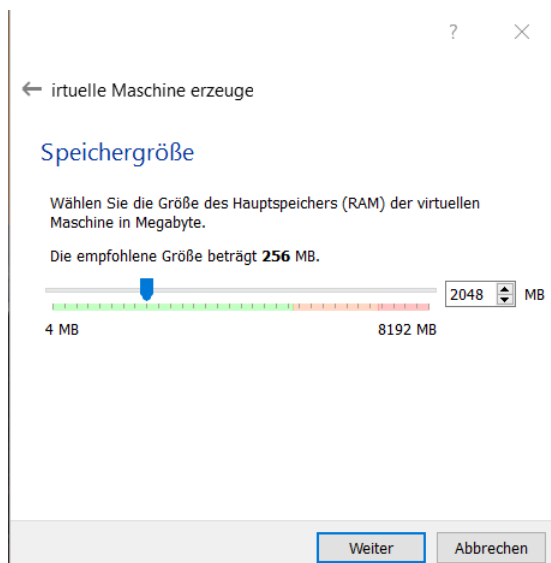 ?
← irtuelle Maschine erzeuge
Speichergröße
Wählen Sie die Größe des Hauptspeichers (RAM) der virtuellen
Maschine in Megabyte.
Die empfohlene Größe beträgt 256 MB.
2048 MB
4 MB 8192 MB
Weiter Abbrechen